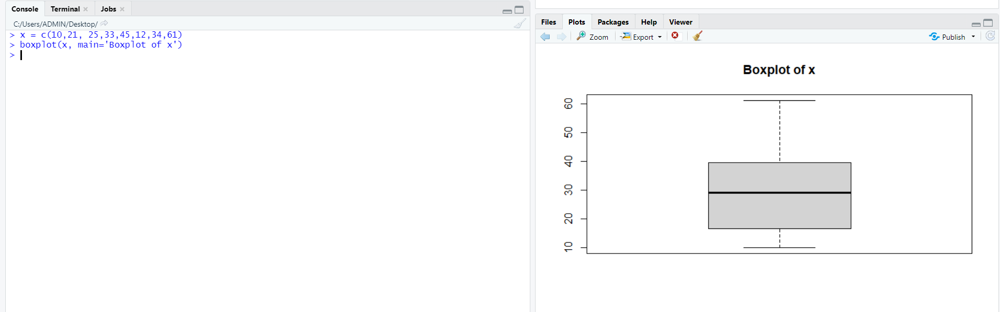 Console Terminal Jobs
C:/Users/ADMIN/Desktop/
> x = c(10,21, 25,33,45,12,34,61)
> boxplot(x, main='Boxplot of x')
>
Files Plots Packages Help Viewer
Zoom Export Publish
Boxplot of x
60
50
40
30
20
10